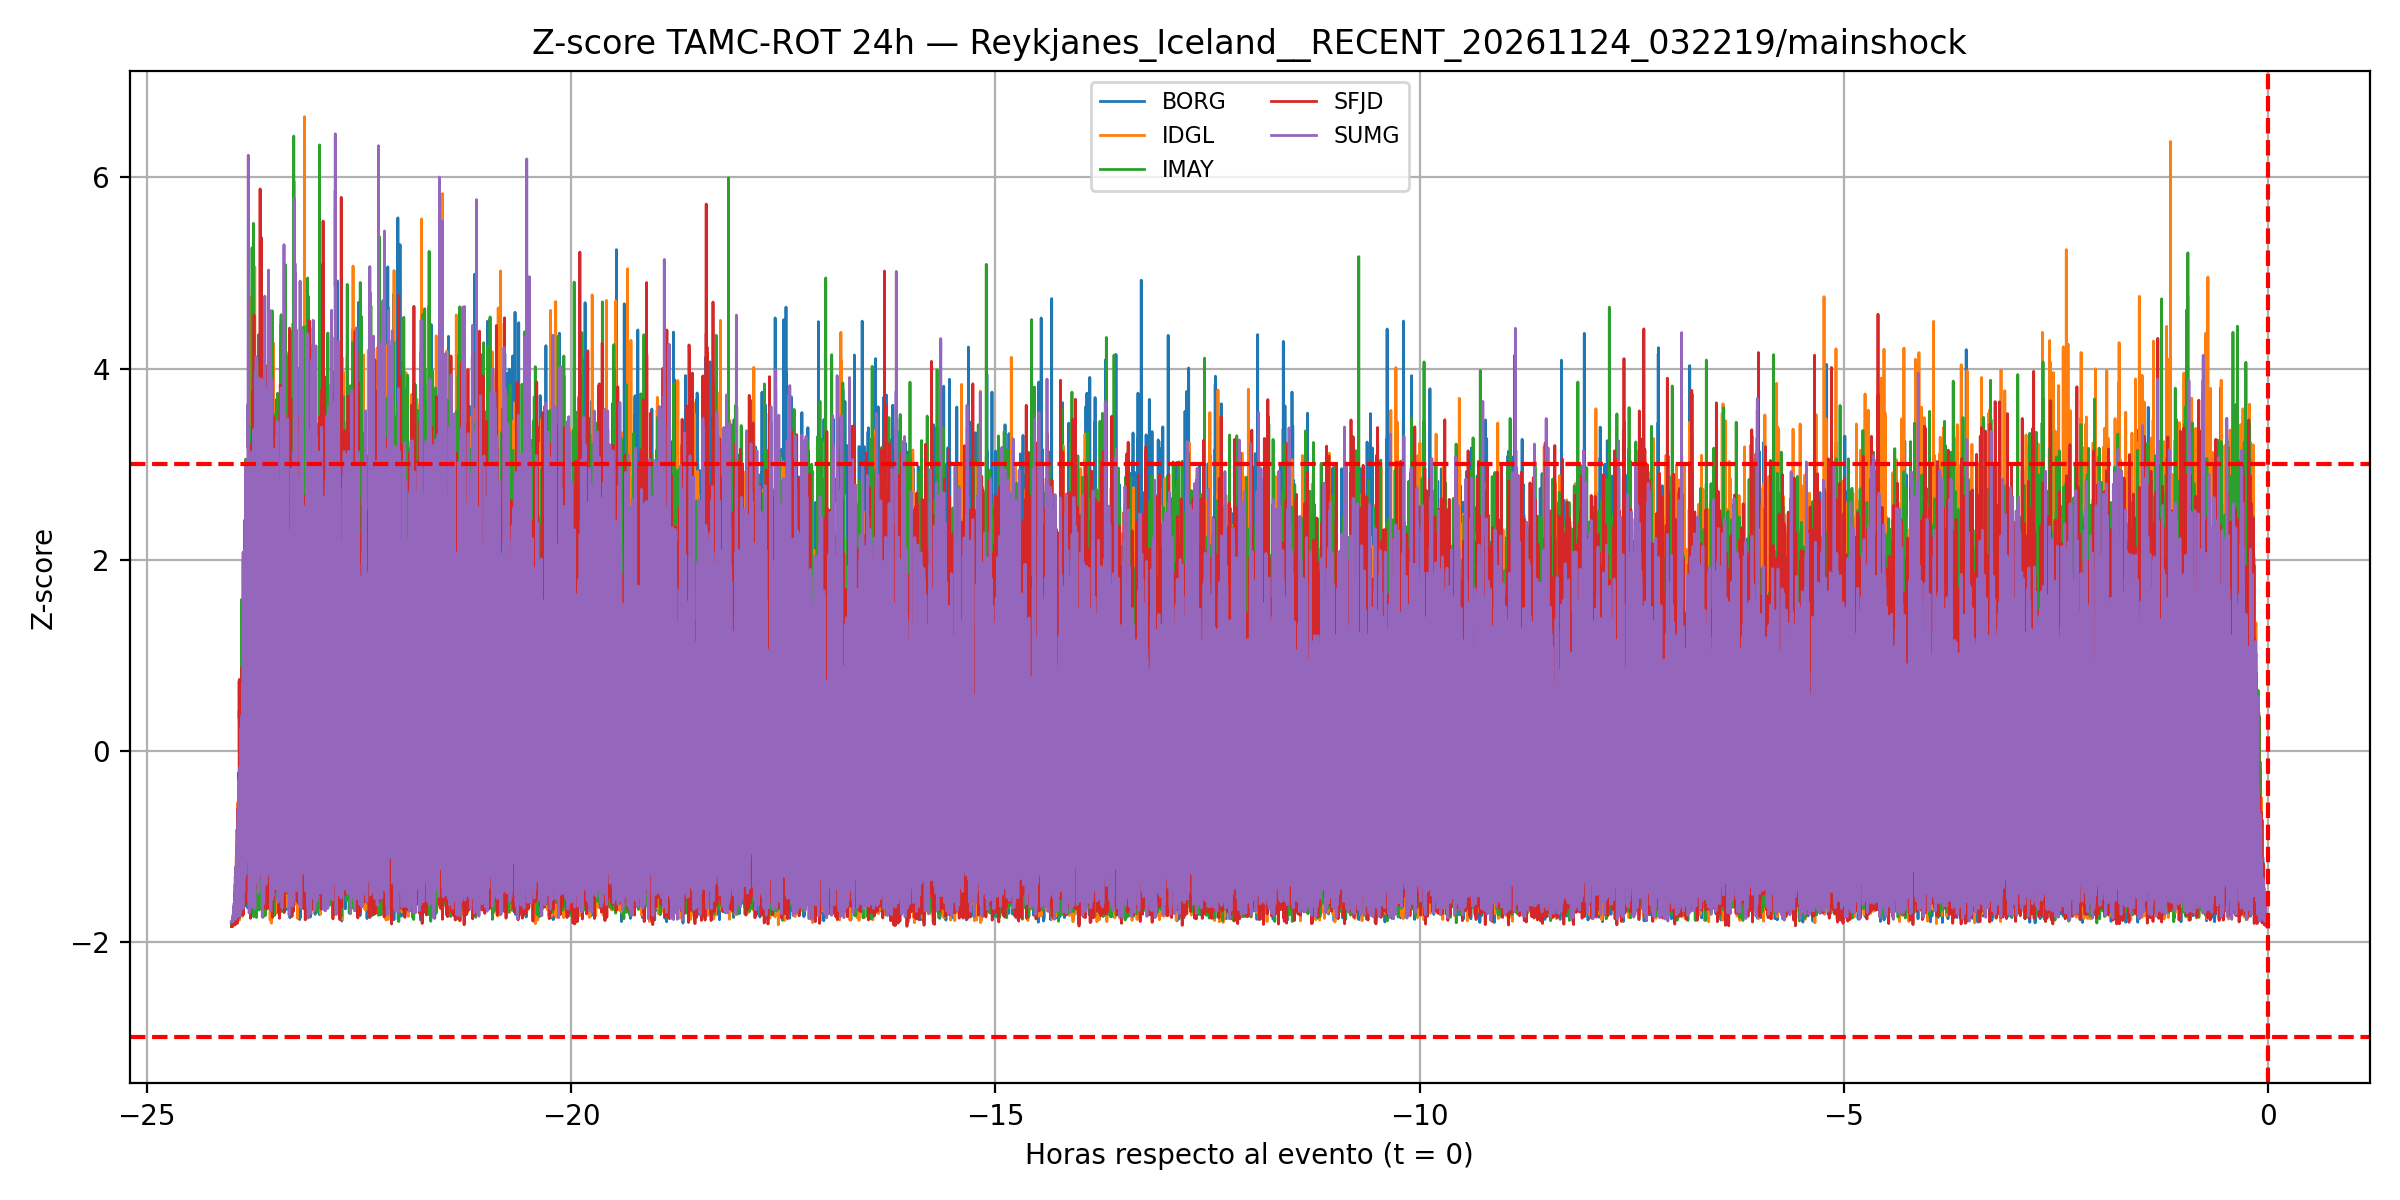 Z-score TAMC-ROT 24h — Reykjanes_Iceland__RECENT_20261124_032219/mainshock
BORG
IDGL
IMAY
SFJD
SUMG
Z-score
6
4
2
0
−2
−25
−20
−15
−10
−5
0
Horas respecto al evento (t = 0)